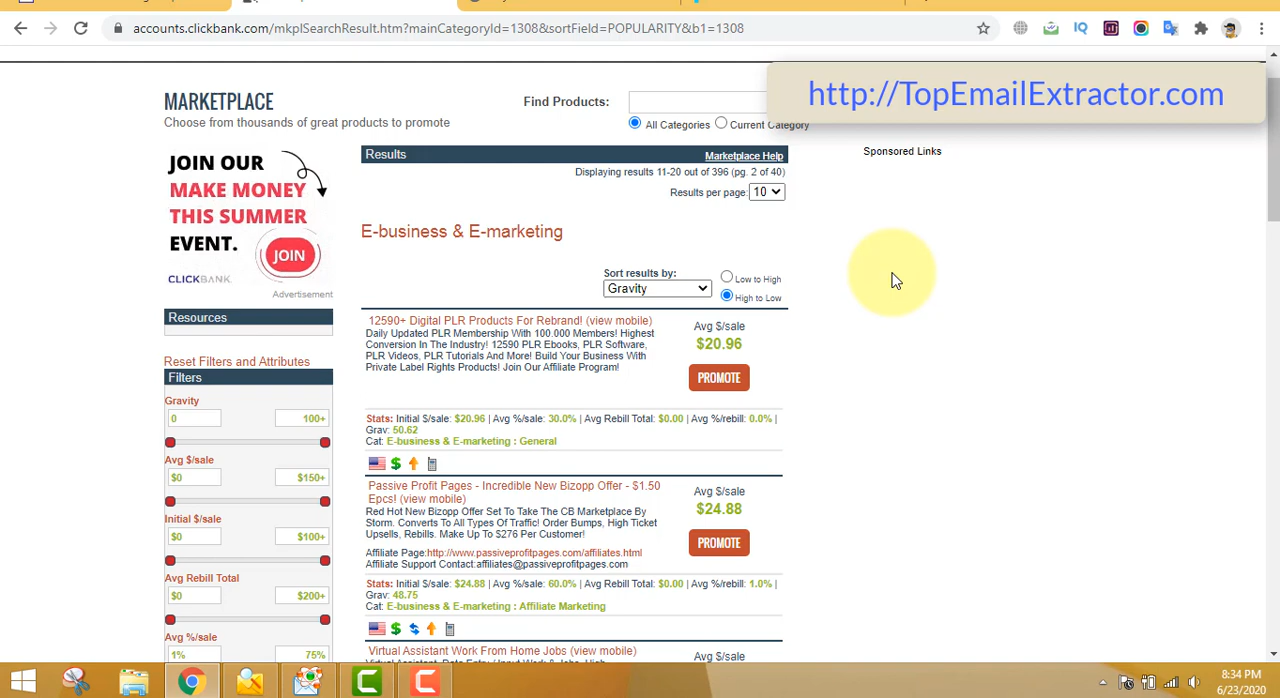 accounts.clickbank.com/mkplSearchResult.htm?mainCategoryId=1308&sortField=POPULARITY&b1=1308
http://TopEmailExtractor.com
MARKETPLACE
Choose from thousands of great products to promote
Find Products:
All Categories Current Category
JOIN OUR
MAKE MONEY
THIS SUMMER
EVENT.
JOIN
CLICKBANK.
Advertisement
Results
Marketplace Help
Sponsored Links
Displaying results 11-20 out of 396 (pg. 2 of 40)
Results per page: 10
E-business & E-marketing
Sort results by:
Gravity
Low to High
High to Low
Resources
Reset Filters and Attributes
Filters
Gravity
0 100+
Avg $/sale
$0 $150+
Initial $/sale
$0 $100+
Avg Rebill Total
$0 $200+
Avg %/sale
1% 75%
12590+ Digital PLR Products For Rebrand! (view mobile)
Daily Updated PLR Membership With 100.000 Members! Highest
Conversion In The Industry! 12590 PLR Ebooks, PLR Software,
PLR Videos, PLR Tutorials And More! Build Your Business With
Private Label Rights Products! Join Our Affiliate Program!
Avg $/sale
$20.96
PROMOTE
Stats: Initial $/sale: $20.96 | Avg %/sale: 30.0% | Avg Rebill Total: $0.00 | Avg %/rebill: 0.0% |
Grav: 50.62
Cat: E-business & E-marketing : General
Passive Profit Pages - Incredible New Bizopp Offer - $1.50
Epcs! (view mobile)
Red Hot New Bizopp Offer Set To Take The CB Marketplace By
Storm. Converts To All Types Of Traffic! Order Bumps, High Ticket
Upsells, Rebills. Make Up To $276 Per Customer!
Affiliate Page:http://www.passiveprofitpages.com/affiliates.html
Affiliate Support Contact:affiliates@passiveprofitpages.com
Avg $/sale
$24.88
PROMOTE
Stats: Initial $/sale: $24.88 | Avg %/sale: 60.0% | Avg Rebill Total: $0.00 | Avg %/rebill: 1.0% |
Grav: 48.75
Cat: E-business & E-marketing : Affiliate Marketing
Virtual Assistant Work From Home Jobs (view mobile)
Avg $/sale
8:34 PM
6/23/2020